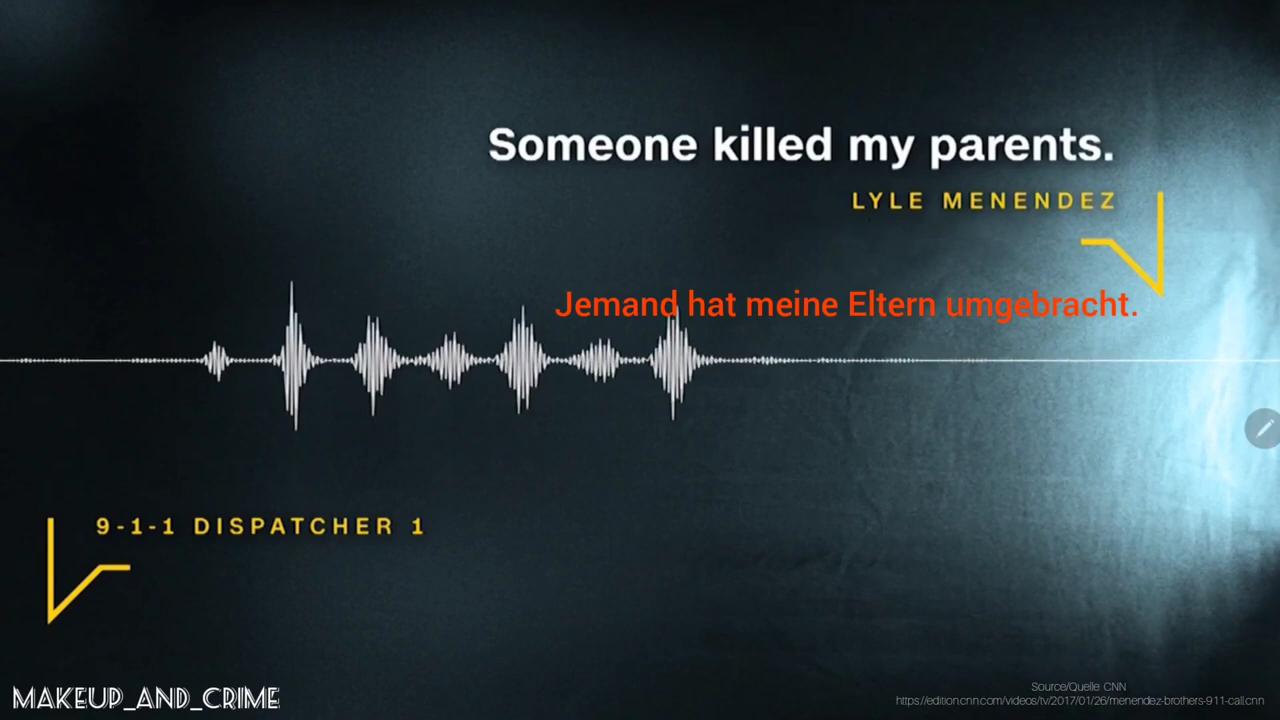 Someone killed my parents.
LYLE MENENDEZ
Jemand hat meine Eltern umgebracht.
9-1-1 DISPATCHER 1
MAKEUP_AND_CRIME
Source/Quelle CNN
https://edition.cnn.com/videos/tv/2017/01/26/menendez-brothers-911-call.cnn